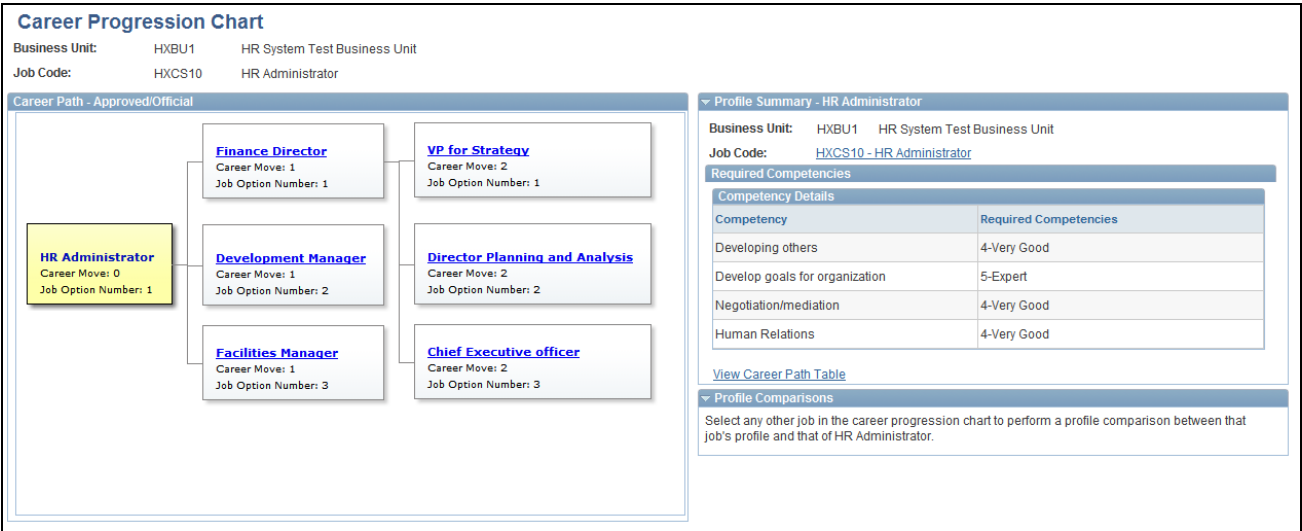 Career Progression Chart
Business Unit: HXBU1 HR System Test Business Unit
Job Code: HXCS10 HR Administrator
Career Path - Approved/Official
HR Administrator
Career Move: 0
Job Option Number: 1
Finance Director
Career Move: 1
Job Option Number: 1
Development Manager
Career Move: 1
Job Option Number: 2
Facilities Manager
Career Move: 1
Job Option Number: 3
VP for Strategy
Career Move: 2
Job Option Number: 1
Director Planning and Analysis
Career Move: 2
Job Option Number: 2
Chief Executive officer
Career Move: 2
Job Option Number: 3
Profile Summary - HR Administrator
Business Unit: HXBU1 HR System Test Business Unit
Job Code: HXCS10 - HR Administrator
Required Competencies
Competency Details
Competency Required Competencies
Developing others 4-Very Good
Develop goals for organization 5-Expert
Negotiation/mediation 4-Very Good
Human Relations 4-Very Good
View Career Path Table
Profile Comparisons
Select any other job in the career progression chart to perform a profile comparison between that
job's profile and that of HR Administrator.